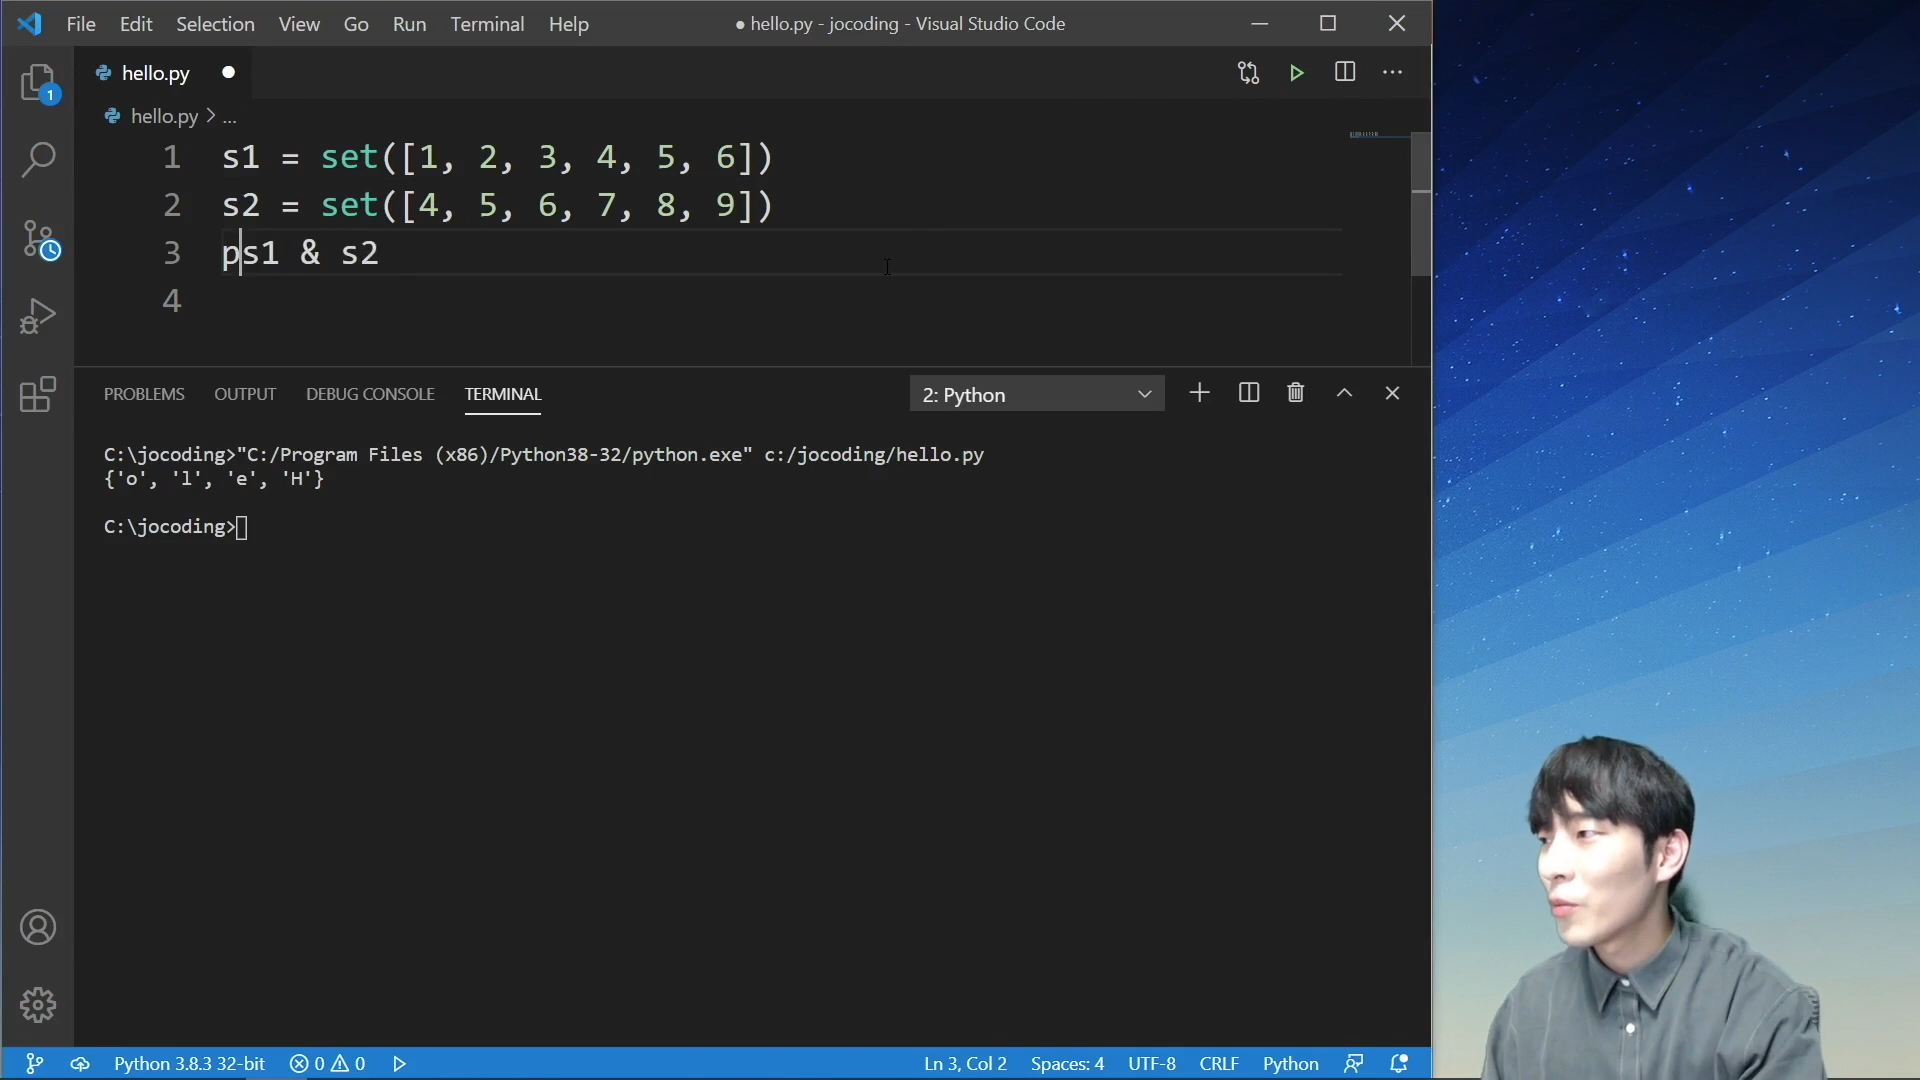 File Edit Selection View Go Run Terminal Help
● hello.py - jocoding - Visual Studio Code
hello.py
1
hello.py > ...
1 s1 = set([1, 2, 3, 4, 5, 6])
2 s2 = set([4, 5, 6, 7, 8, 9])
3 ps1 & s2
4
PROBLEMS OUTPUT DEBUG CONSOLE TERMINAL
2: Python
C:\jocoding>"C:/Program Files (x86)/Python38-32/python.exe" c:/jocoding/hello.py
{'o', 'l', 'e', 'H'}
C:\jocoding>
Python 3.8.3 32-bit 0 0 Ln 3, Col 2 Spaces: 4 UTF-8 CRLF Python